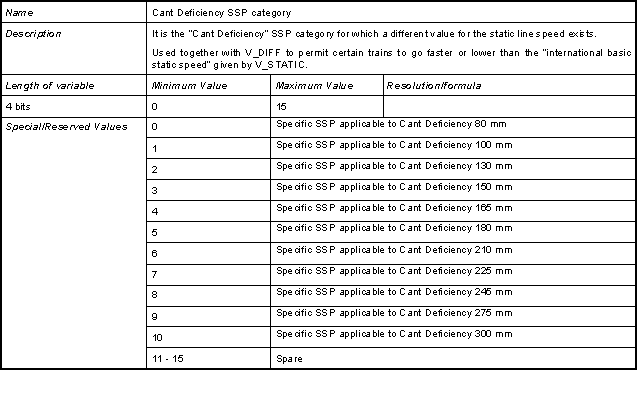 Name Cant Deficiency SSP category
Description It is the "Cant Deficiency" SSP category for which a different value for the static line speed exists.
Used together with V_DIFF to permit certain trains to go faster or lower than the "international basic
static speed" given by V_STATIC.
Length of variable Minimum Value Maximum Value Resolution/formula
4 bits 0 15
Special/Reserved Values 0 Specific SSP applicable to Cant Deficiency 80 mm
1 Specific SSP applicable to Cant Deficiency 100 mm
2 Specific SSP applicable to Cant Deficiency 130 mm
3 Specific SSP applicable to Cant Deficiency 150 mm
4 Specific SSP applicable to Cant Deficiency 165 mm
5 Specific SSP applicable to Cant Deficiency 180 mm
6 Specific SSP applicable to Cant Deficiency 210 mm
7 Specific SSP applicable to Cant Deficiency 225 mm
8 Specific SSP applicable to Cant Deficiency 245 mm
9 Specific SSP applicable to Cant Deficiency 275 mm
10 Specific SSP applicable to Cant Deficiency 300 mm
11 - 15 Spare